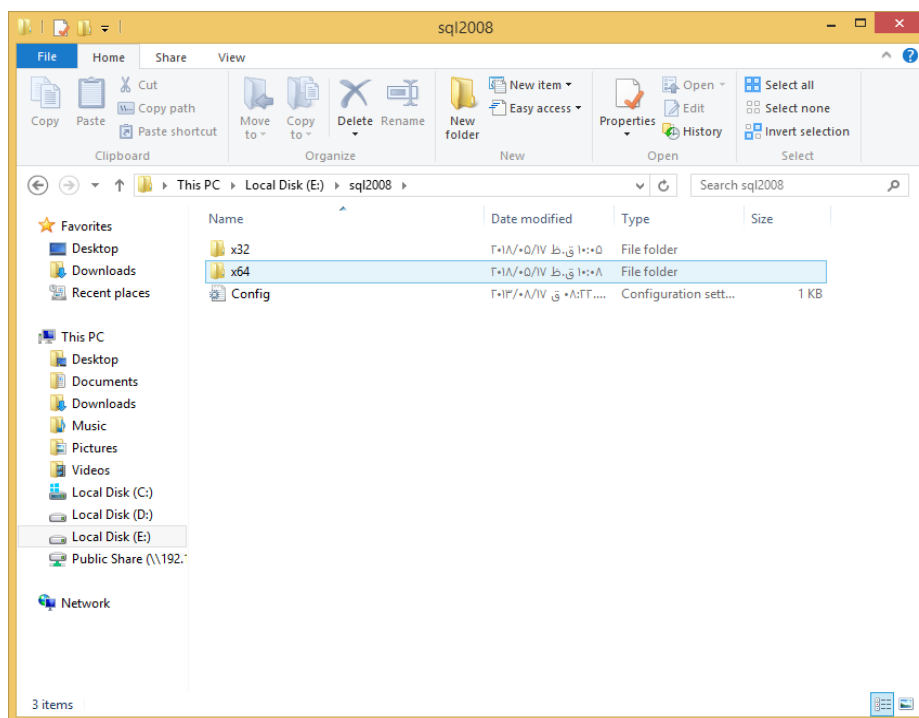 sql2008
File Home Share View
Copy Paste Cut Copy path Paste shortcut Move to Copy to Delete Rename New folder New item Easy access Properties Open Edit History Select all Select none Invert selection
Clipboard Organize New Open Select
This PC Local Disk (E:) sql2008 Search sql2008
Name Date modified Type Size
x32 ۲۰۱۸/۰۵/۱۷ ۱۰:۰۵ ق.ظ File folder
x64 ۲۰۱۸/۰۵/۱۷ ۱۰:۰۸ ق.ظ File folder
Config ۲۰۱۳/۰۸/۱۷ ۰۸:۲۲ ق.... Configuration sett... 1 KB
Favorites
Desktop
Downloads
Recent places
This PC
Desktop
Documents
Downloads
Music
Pictures
Videos
Local Disk (C:)
Local Disk (D:)
Local Disk (E:)
Public Share (\\192.
Network
3 items